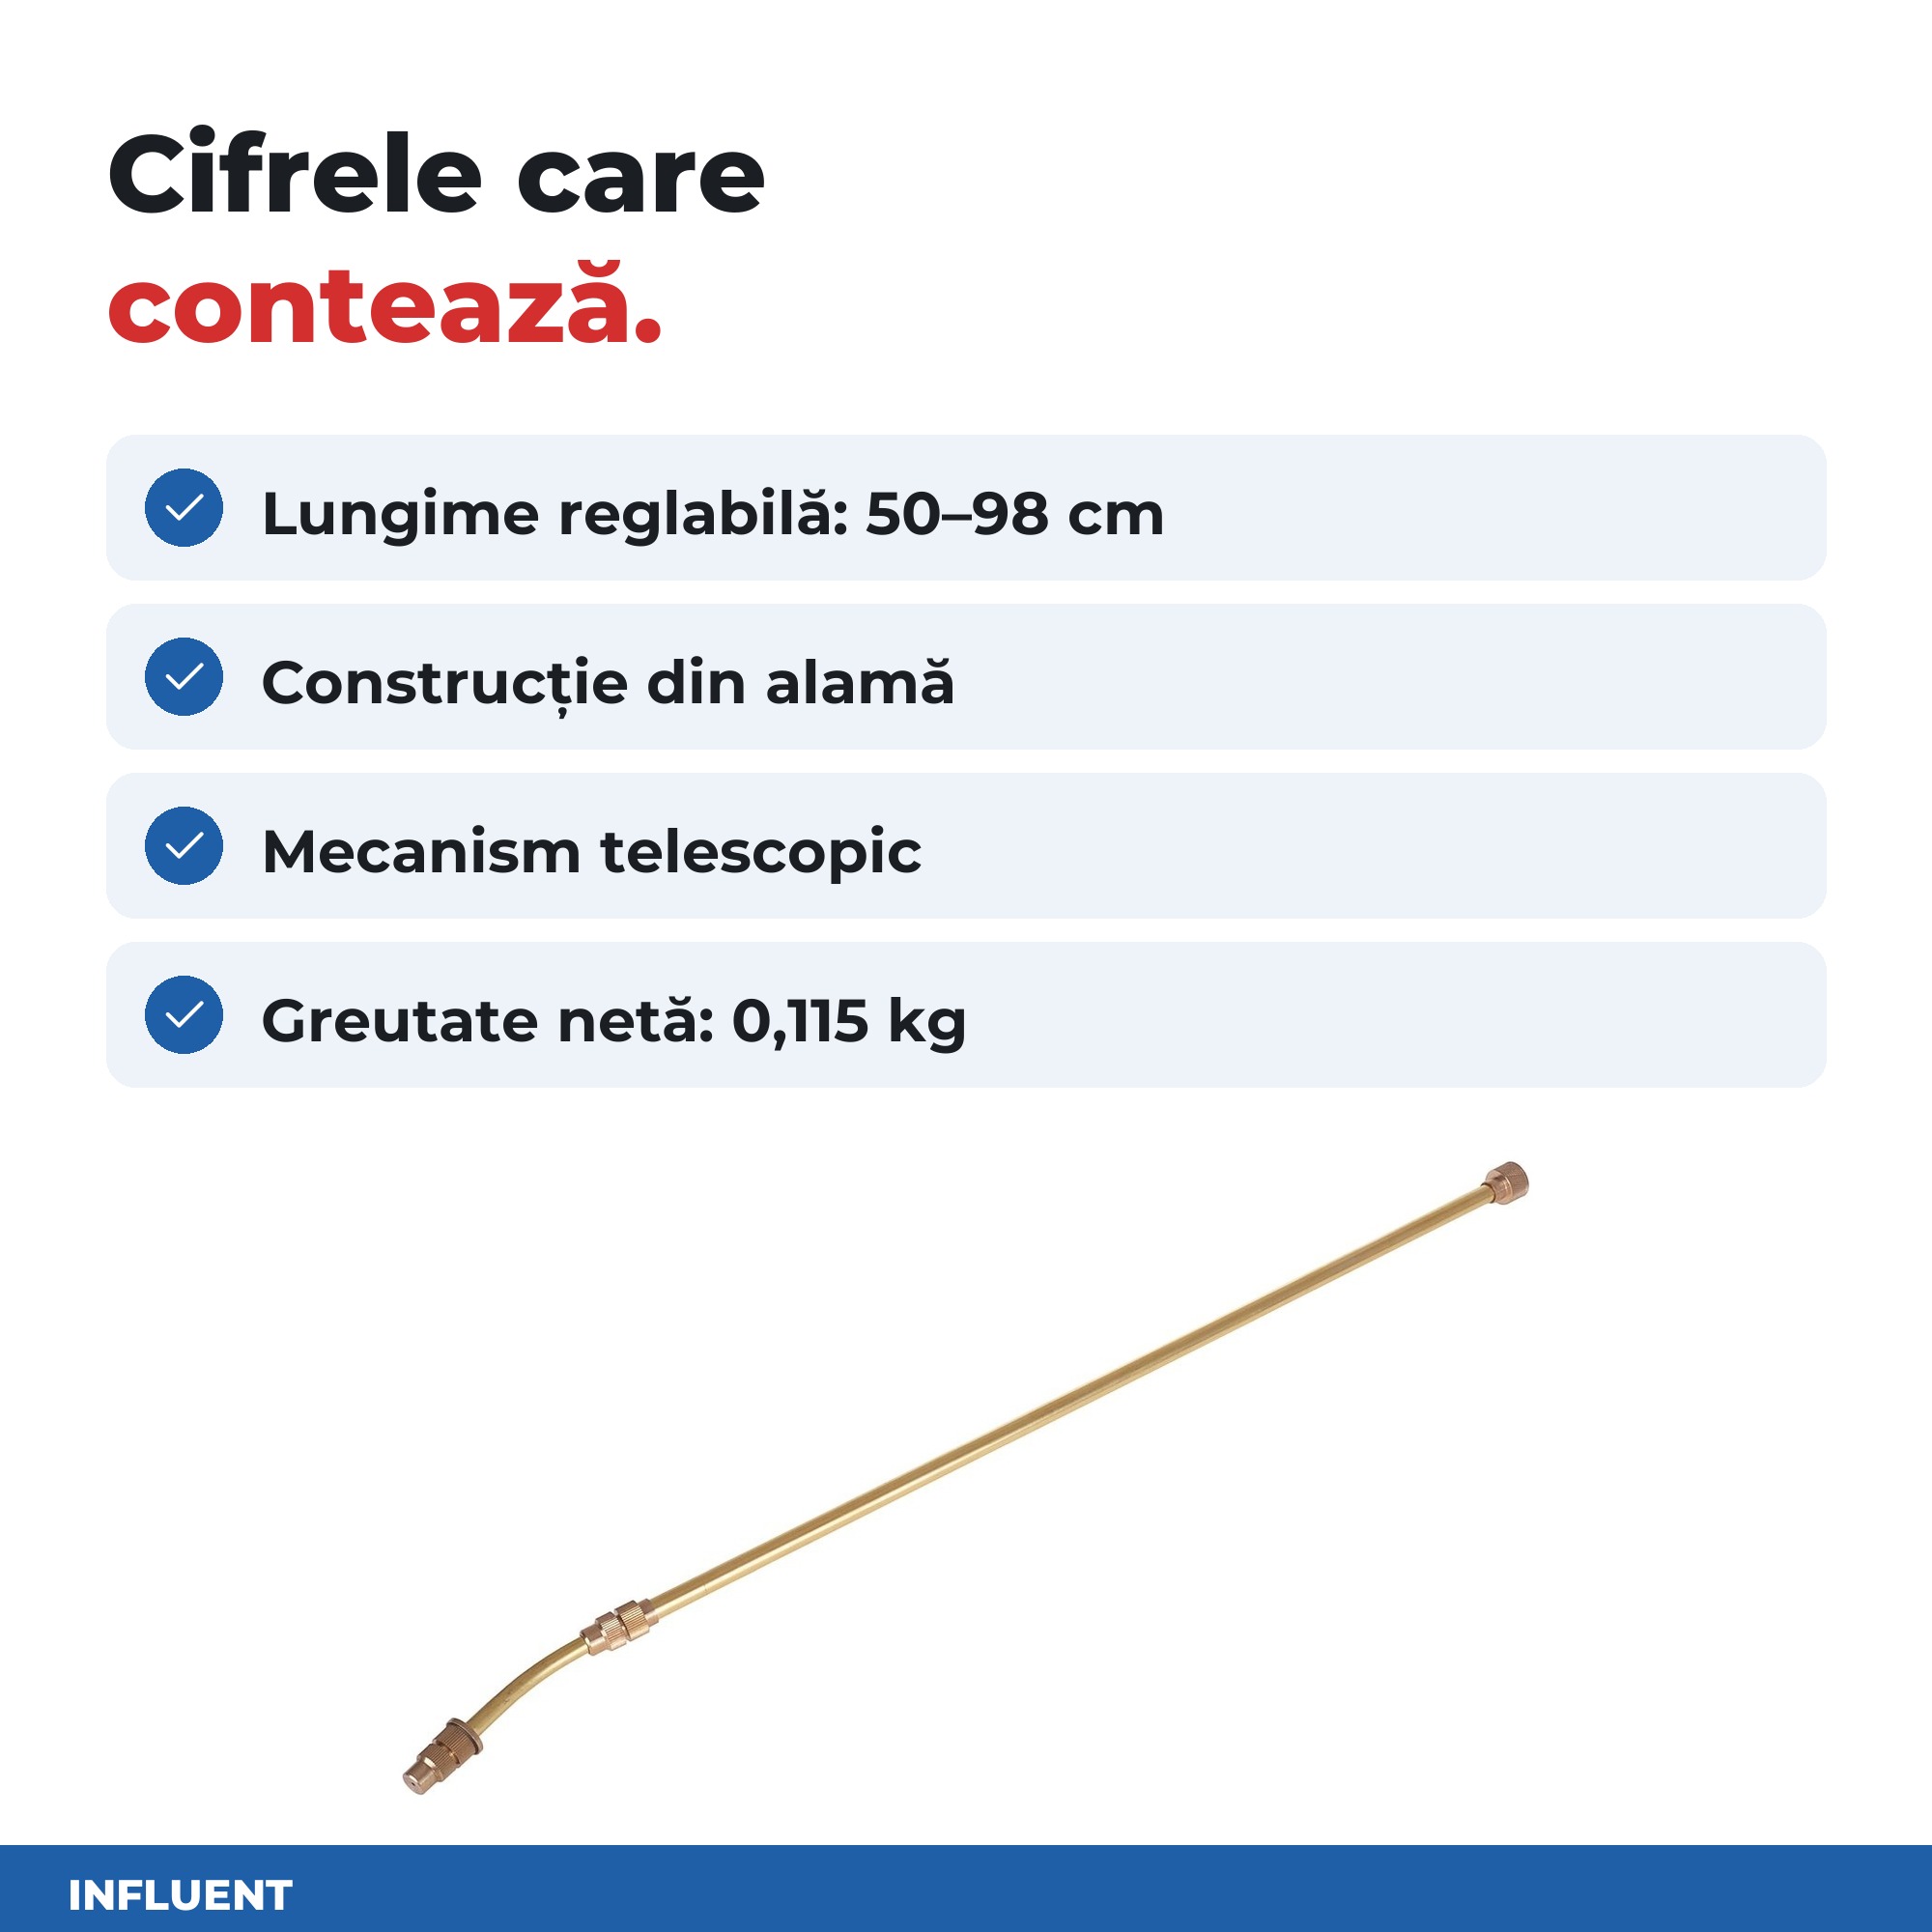 Cifrele care
contează.
Lungime reglabilă: 50–98 cm
Construcție din alamă
Mecanism telescopic
Greutate netă: 0,115 kg
INFLUENT